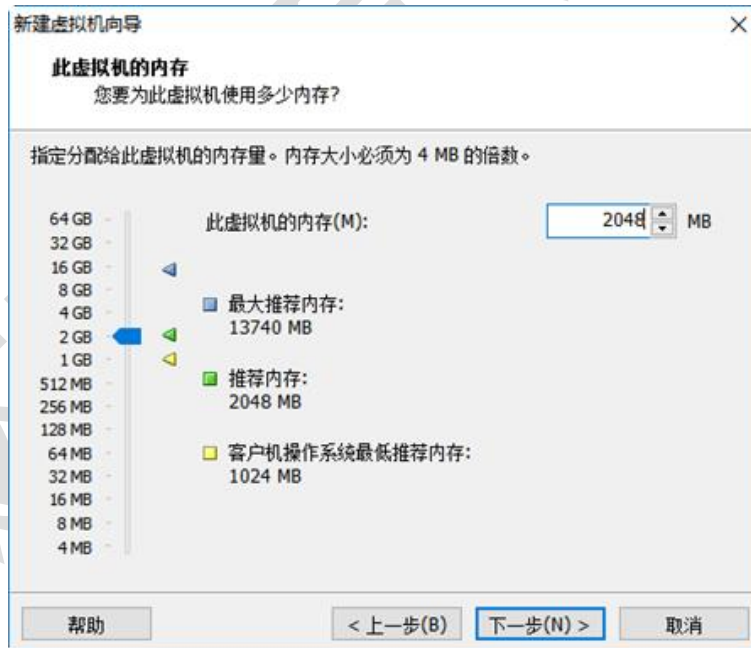 新建虚拟机向导
此虚拟机的内存
您要为此虚拟机使用多少内存?
指定分配给此虚拟机的内存量。内存大小必须为 4 MB 的倍数。
64 GB
32 GB
16 GB
8 GB
4 GB
2 GB
1 GB
512 MB
256 MB
128 MB
64 MB
32 MB
16 MB
8 MB
4 MB
此虚拟机的内存(M): 2048 MB
最大推荐内存:
13740 MB
推荐内存:
2048 MB
客户机操作系统最低推荐内存:
1024 MB
帮助 < 上一步(B) 下一步(N) > 取消